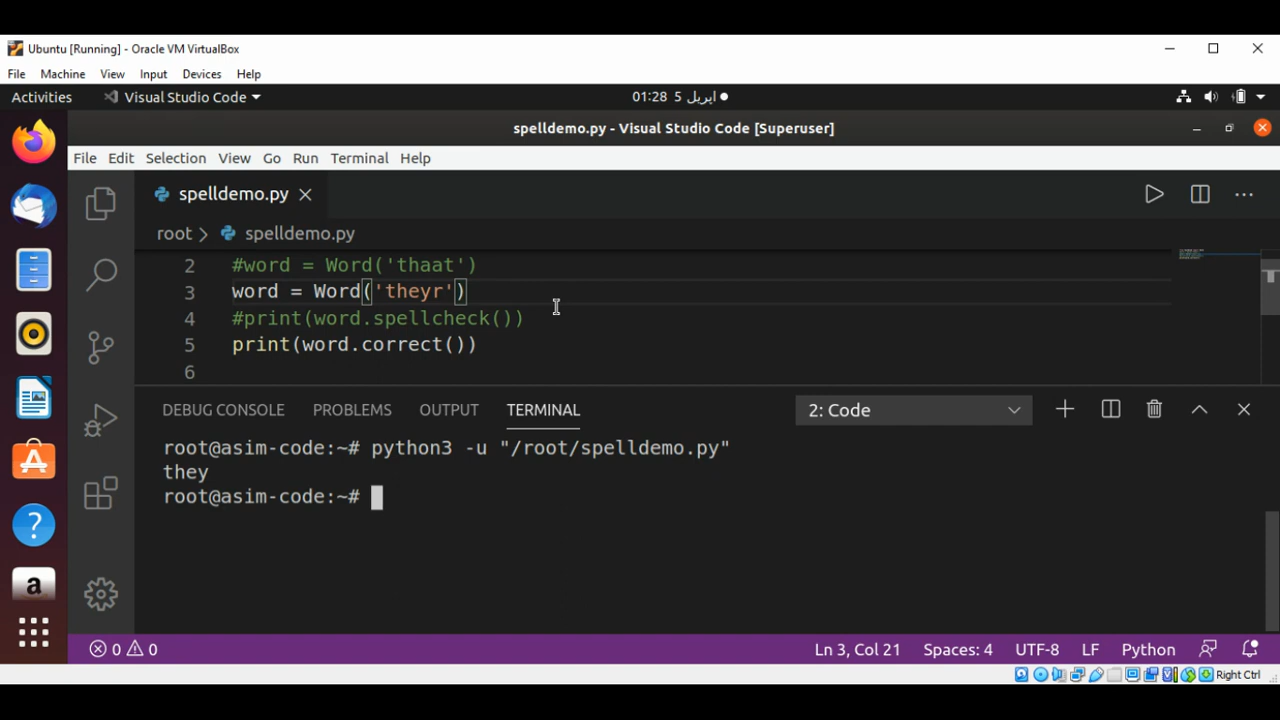 Ubuntu [Running] - Oracle VM VirtualBox
File Machine View Input Devices Help
Activities Visual Studio Code 01:28 5 اپریل
spelldemo.py - Visual Studio Code [Superuser]
File Edit Selection View Go Run Terminal Help
spelldemo.py
root > spelldemo.py
2 #word = Word('thaat')
3 word = Word('theyr')
4 #print(word.spellcheck())
5 print(word.correct())
6
DEBUG CONSOLE PROBLEMS OUTPUT TERMINAL 2: Code
root@asim-code:~# python3 -u "/root/spelldemo.py"
they
root@asim-code:~#
a
0 0 Ln 3, Col 21 Spaces: 4 UTF-8 LF Python
Right Ctrl